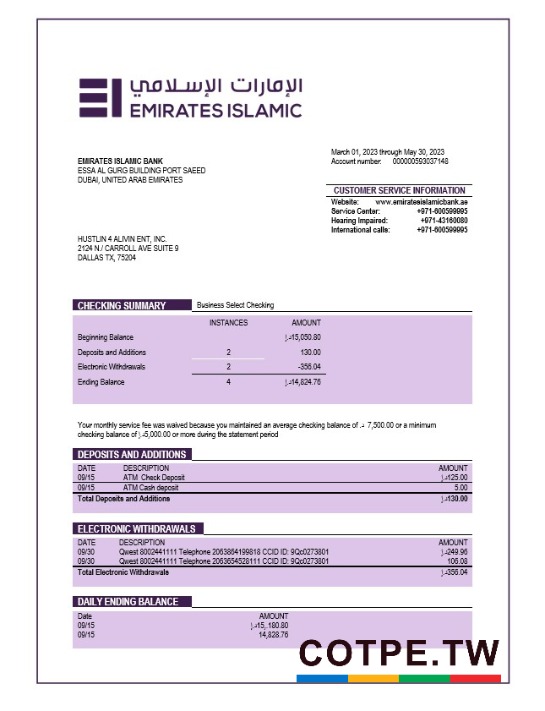 الإمارات الإسلامي
EMIRATES ISLAMIC
March 01, 2023 through May 30, 2023
Account number: 000000593037148
EMIRATES ISLAMIC BANK
ESSA AL GURG BUILDING PORT SAEED
DUBAI, UNITED ARAB EMIRATES
CUSTOMER SERVICE INFORMATION
Website: www.emiratesislamicbank.ae
Service Center: +971-600599995
Hearing Impaired: +971-43160080
International calls: +971-600599995
HUSTLIN 4 ALIVIN ENT, INC.
2124 N./ CARROLL AVE SUITE 9
DALLAS TX, 75204
CHECKING SUMMARY Business Select Checking
INSTANCES AMOUNT
Beginning Balance د.إ15,050.80
Deposits and Additions 2 130.00
Electronic Withdrawals 2 -356.04
Ending Balance 4 د.إ14,824.76
Your monthly service fee was waived because you maintained an average checking balance of د.إ 7,500.00 or a minimum
checking balance of د.إ5,000.00 or more during the statement period
DEPOSITS AND ADDITIONS
DATE DESCRIPTION AMOUNT
09/15 ATM Check Deposit د.إ125.00
09/15 ATM Cash deposit 5.00
Total Deposits and Additions د.إ130.00
ELECTRONIC WITHDRAWALS
DATE DESCRIPTION AMOUNT
09/30 Qwest 8002441111 Telephone 2063864199818 CCID ID: 9Qc0273801 د.إ249.96
09/30 Qwest 8002441111 Telephone 2063654528111 CCID ID: 9Qc0273801 106.08
Total Electronic Withdrawals د.إ356.04
DAILY ENDING BALANCE
Date AMOUNT
09/15 د.إ15,.180.80
09/15 14,828.76
COTPE.TW